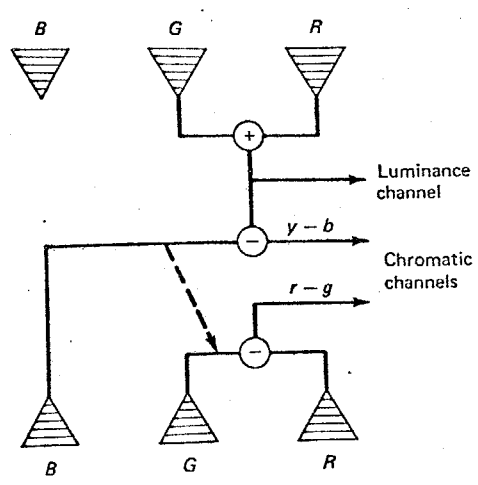 B G R
+
Luminance
channel
− y − b
Chromatic
channels
r − g
−
B G R